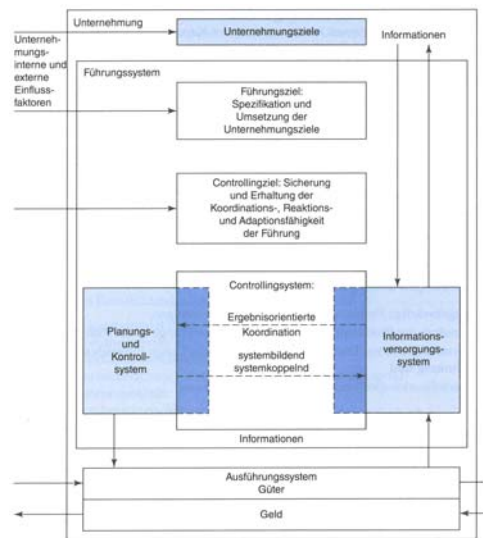 Unternehmung
Unternehmungsziele
Informationen
Unterneh-
mungs-
interne und
externe
Einfluss-
faktoren
Führungssystem
Führungsziel:
Spezifikation und
Umsetzung der
Unternehmungsziele
Controllingziel: Sicherung
und Erhaltung der
Koordinations-, Reaktions-
und Adaptionsfähigkeit
der Führung
Controllingsystem:
Planungs-
und
Kontroll-
system
Ergebnisorientierte
Koordination
systembildend
systemkoppelnd
Informations-
versorgungs-
system
Informationen
Ausführungssystem
Güter
Geld